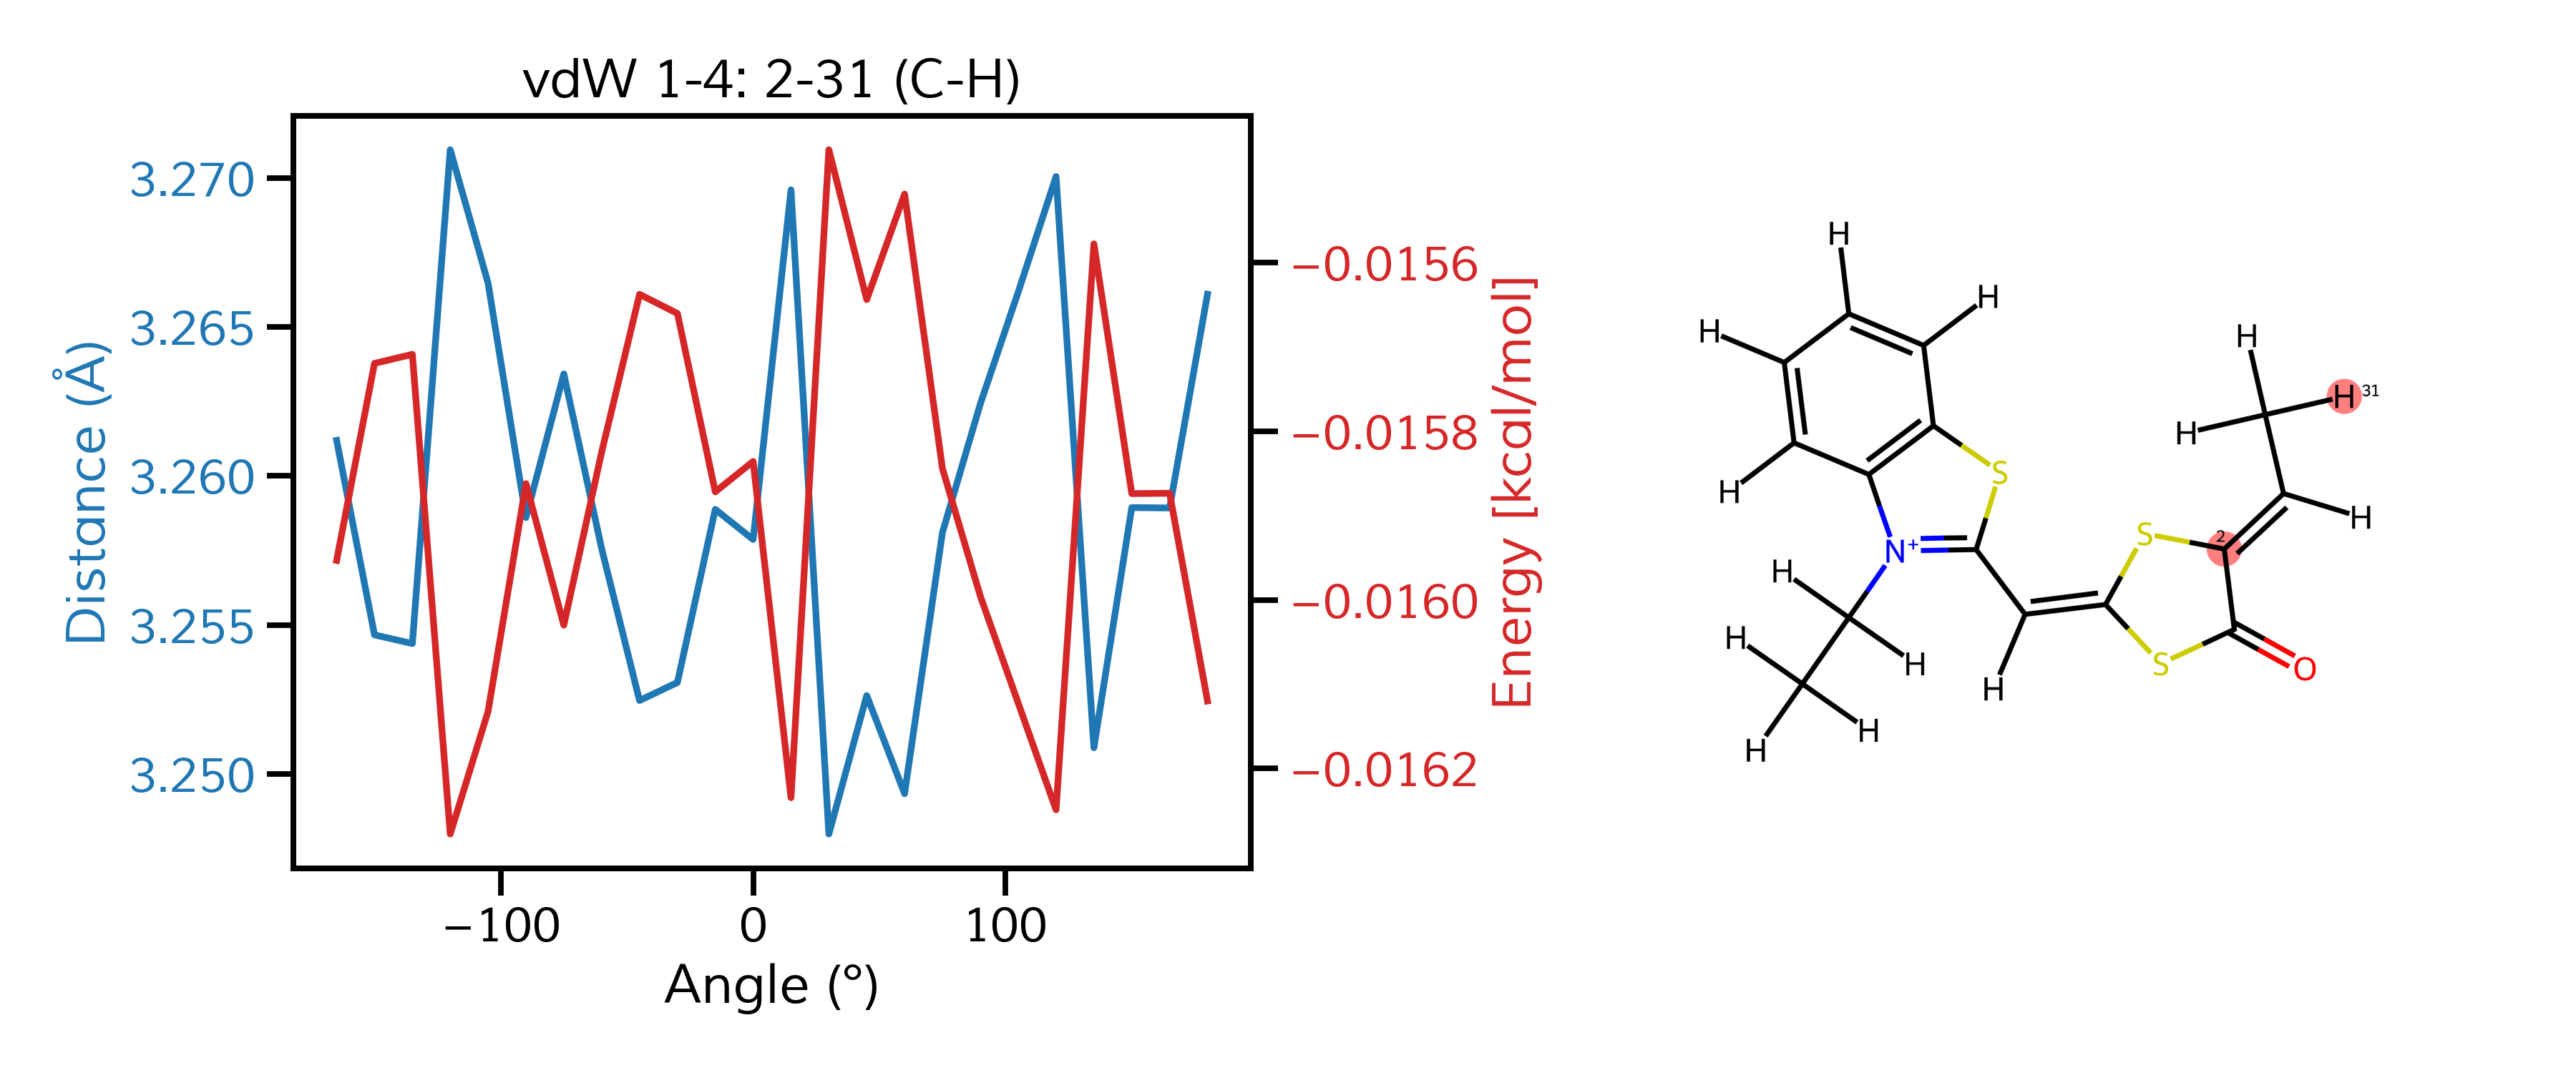 vdW 1-4: 2-31 (C-H)
Distance (Å)
3.270
3.265
3.260
3.255
3.250
−0.0156
−0.0158
−0.0160
−0.0162
Energy [kcal/mol]
−100 0 100
Angle (°)
H
H
H
H
H
H 31
H
S
H
S 2
N+
H
H
H
S
O
H
H
H